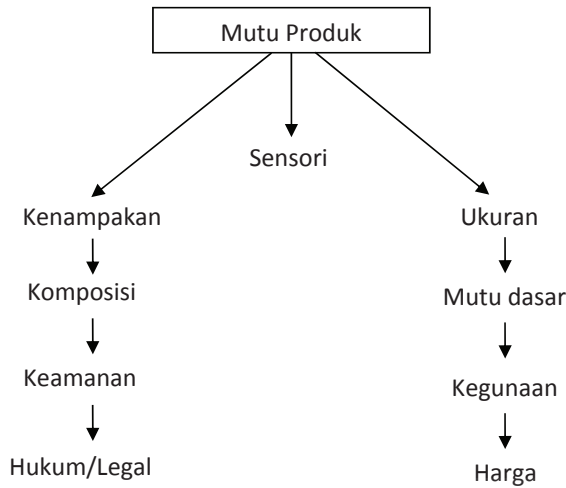 Mutu Produk
Sensori
Kenampakan
Ukuran
Komposisi
Mutu dasar
Keamanan
Kegunaan
Hukum/Legal
Harga